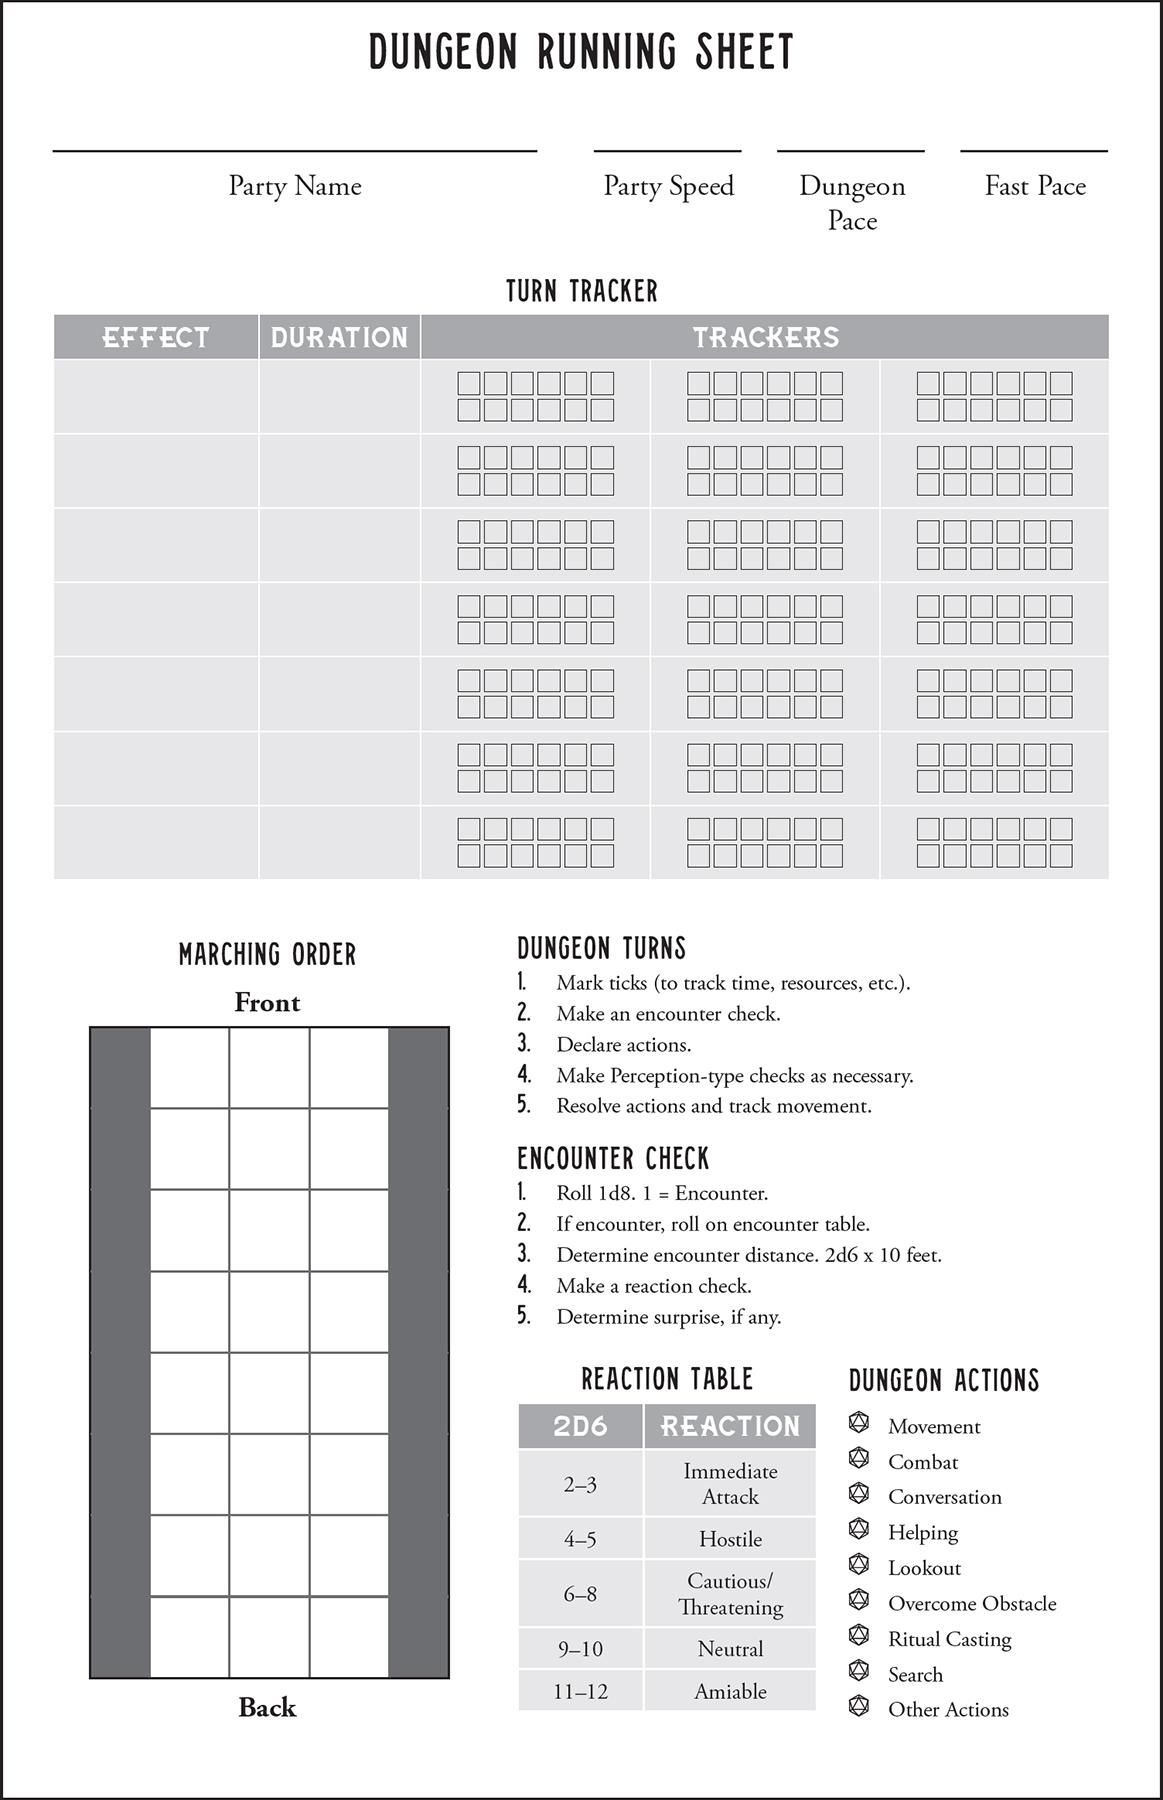 DUNGEON RUNNING SHEET
Party Name
Party Speed
Dungeon
Pace
Fast Pace
TURN TRACKER
EFFECT DURATION TRACKERS
MARCHING ORDER
Front
Back
DUNGEON TURNS
1. Mark ticks (to track time, resources, etc.).
2. Make an encounter check.
3. Declare actions.
4. Make Perception-type checks as necessary.
5. Resolve actions and track movement.
ENCOUNTER CHECK
1. Roll 1d8. 1 = Encounter.
2. If encounter, roll on encounter table.
3. Determine encounter distance. 2d6 x 10 feet.
4. Make a reaction check.
5. Determine surprise, if any.
REACTION TABLE
2D6 REACTION
2–3 Immediate
Attack
4–5 Hostile
6–8 Cautious/
Threatening
9–10 Neutral
11–12 Amiable
DUNGEON ACTIONS
Movement
Combat
Conversation
Helping
Lookout
Overcome Obstacle
Ritual Casting
Search
Other Actions